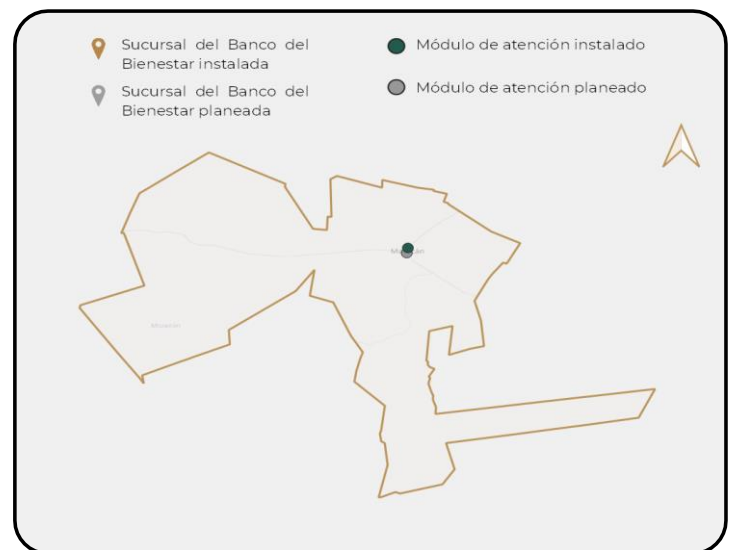 Sucursal del Banco del
Bienestar instalada
Sucursal del Banco del
Bienestar planeada
Módulo de atención instalado
Módulo de atención planeado